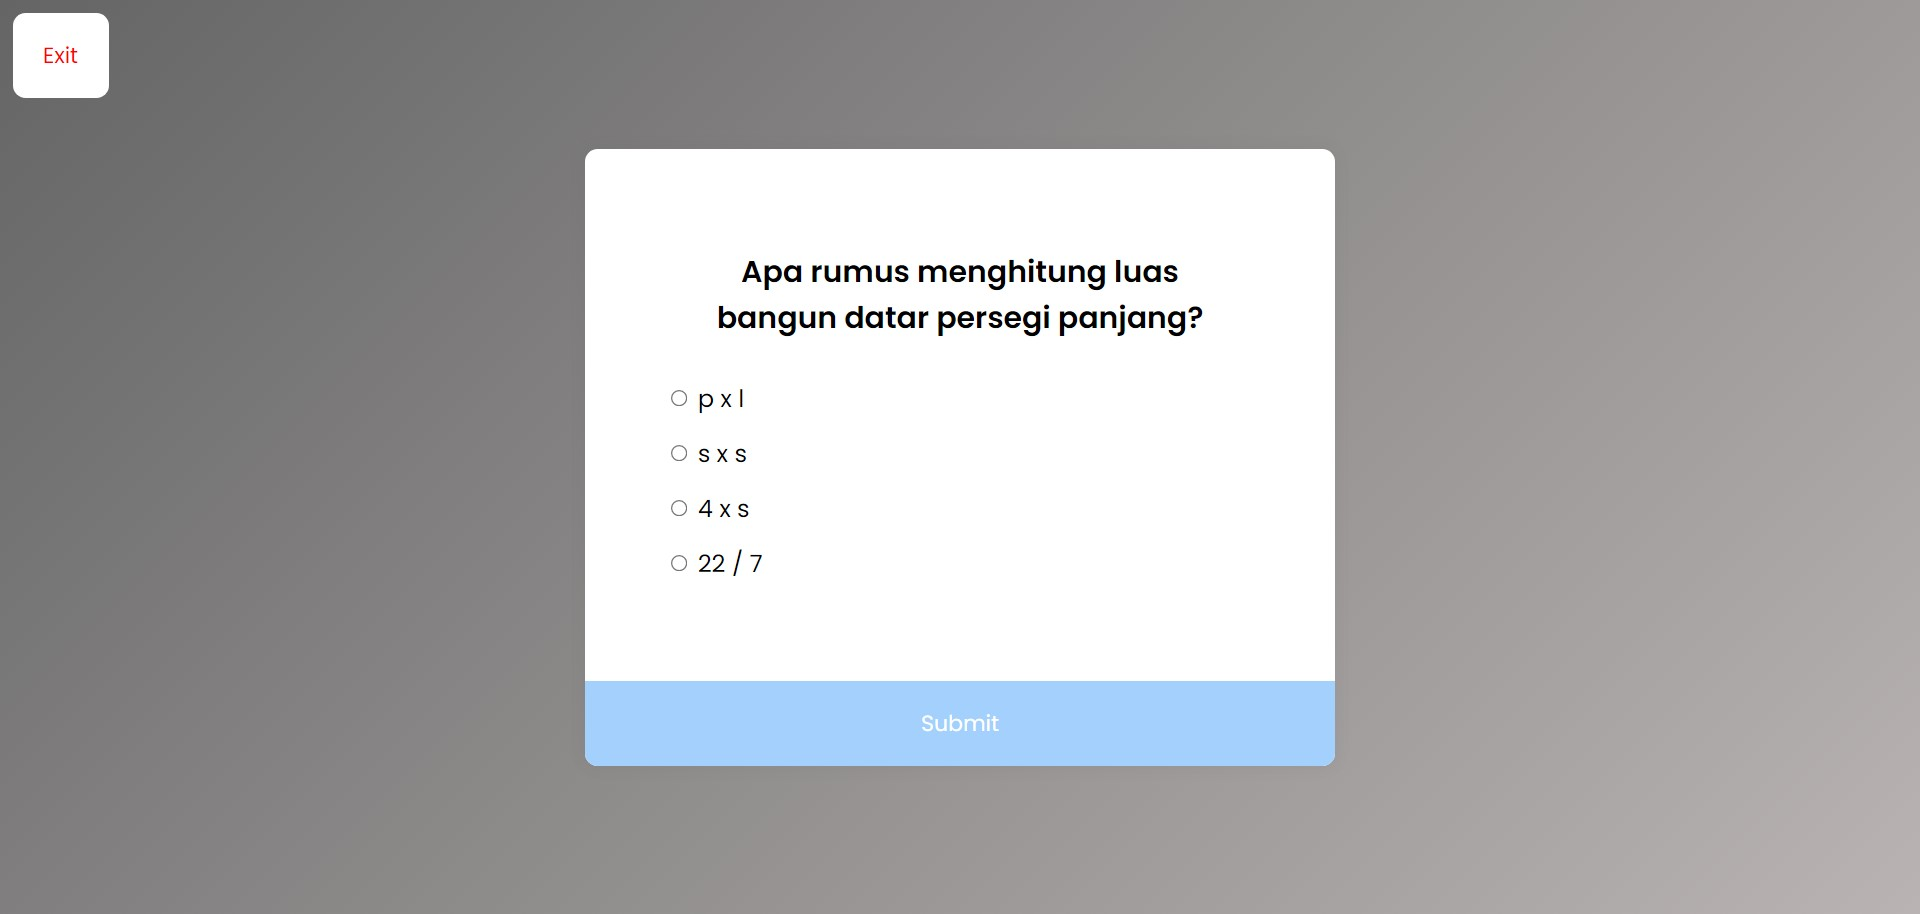 Exit
Apa rumus menghitung luas
bangun datar persegi panjang?
p x l
s x s
4 x s
22 / 7
Submit